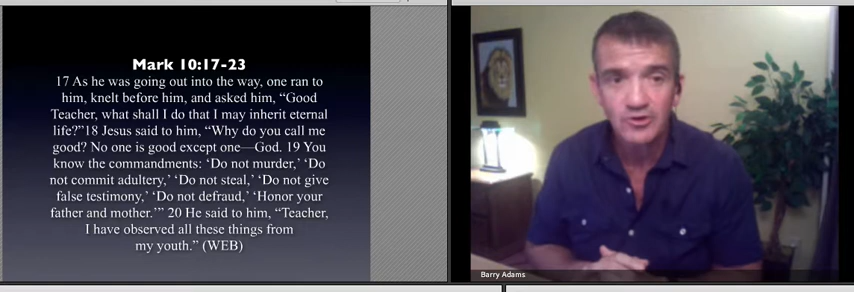 Mark 10:17-23
17 As he was going out into the way, one ran to
him, knelt before him, and asked him, “Good
Teacher, what shall I do that I may inherit eternal
life?”18 Jesus said to him, “Why do you call me
good? No one is good except one—God. 19 You
know the commandments: ‘Do not murder,’ ‘Do
not commit adultery,’ ‘Do not steal,’ ‘Do not give
false testimony,’ ‘Do not defraud,’ ‘Honor your
father and mother.’” 20 He said to him, “Teacher,
I have observed all these things from
my youth.” (WEB)
Barry Adams